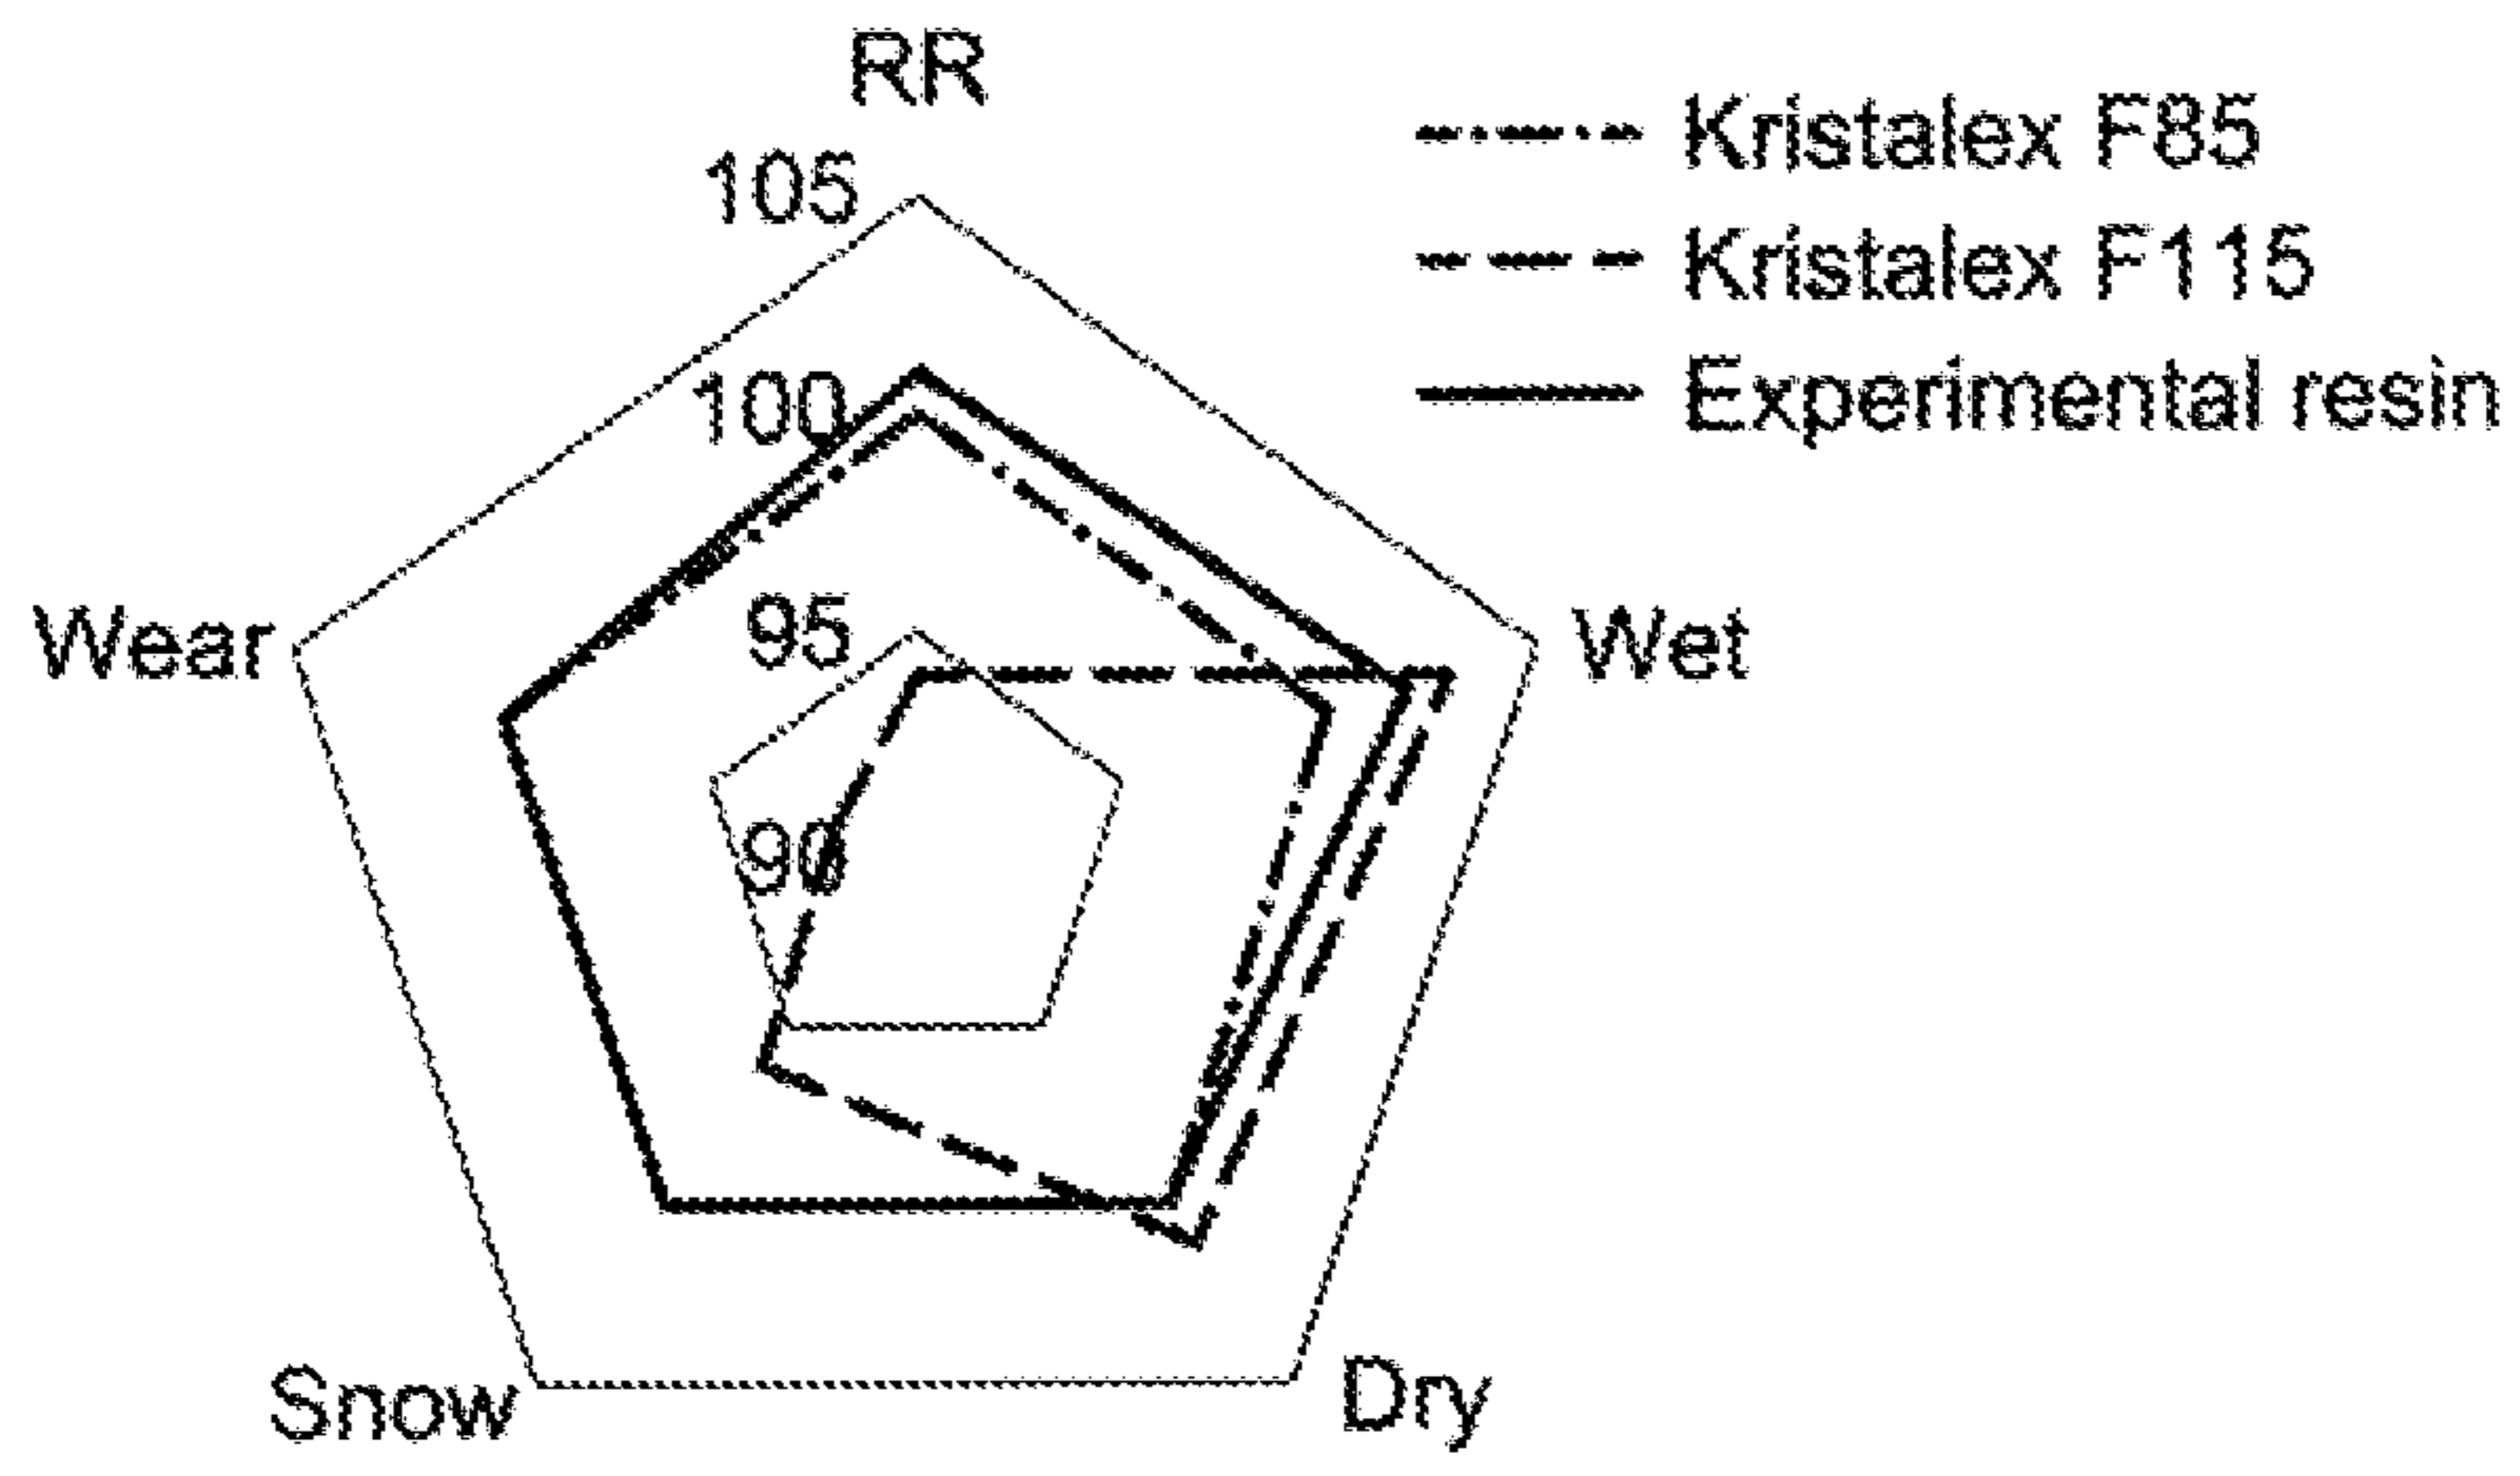 RR
105
100
95
90
Wear
Wet
Snow
Dry
Kristalex F85
Kristalex F115
Experimental resin